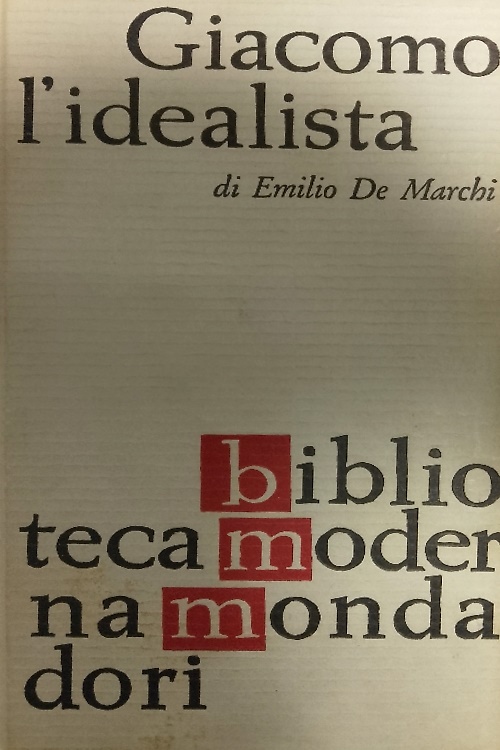 Giacomo
l'idealista
di Emilio De Marchi
biblio
teca moder
na monda
dori